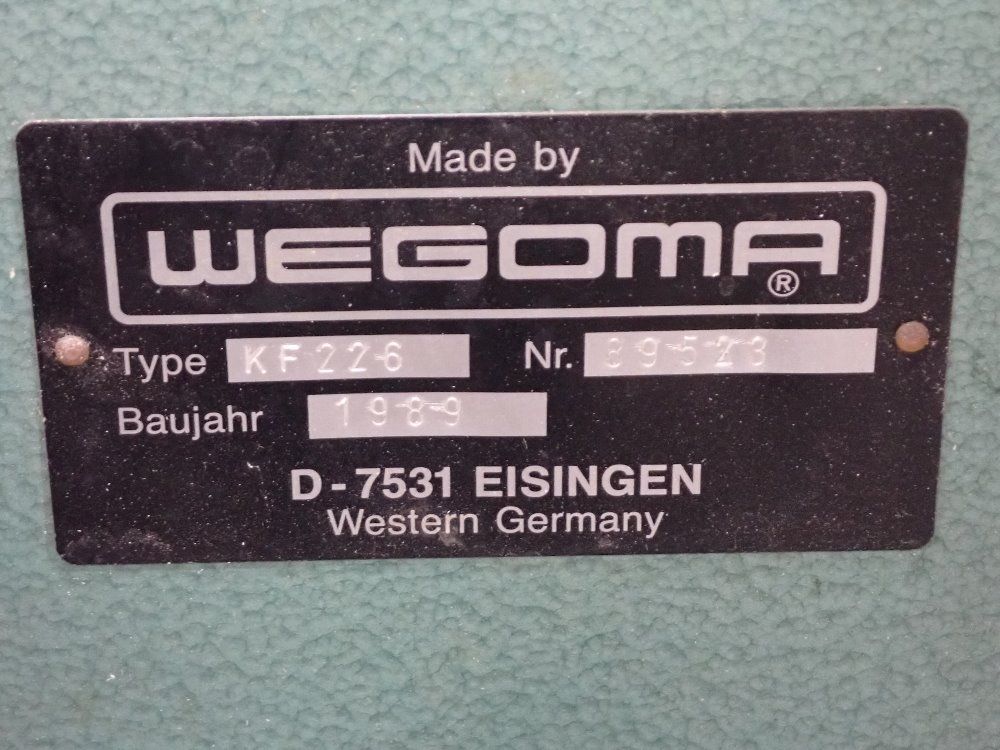 Made by
WEGOMA®
Type KF226 Nr. 89523
Baujahr 1989
D-7531 EISINGEN
Western Germany